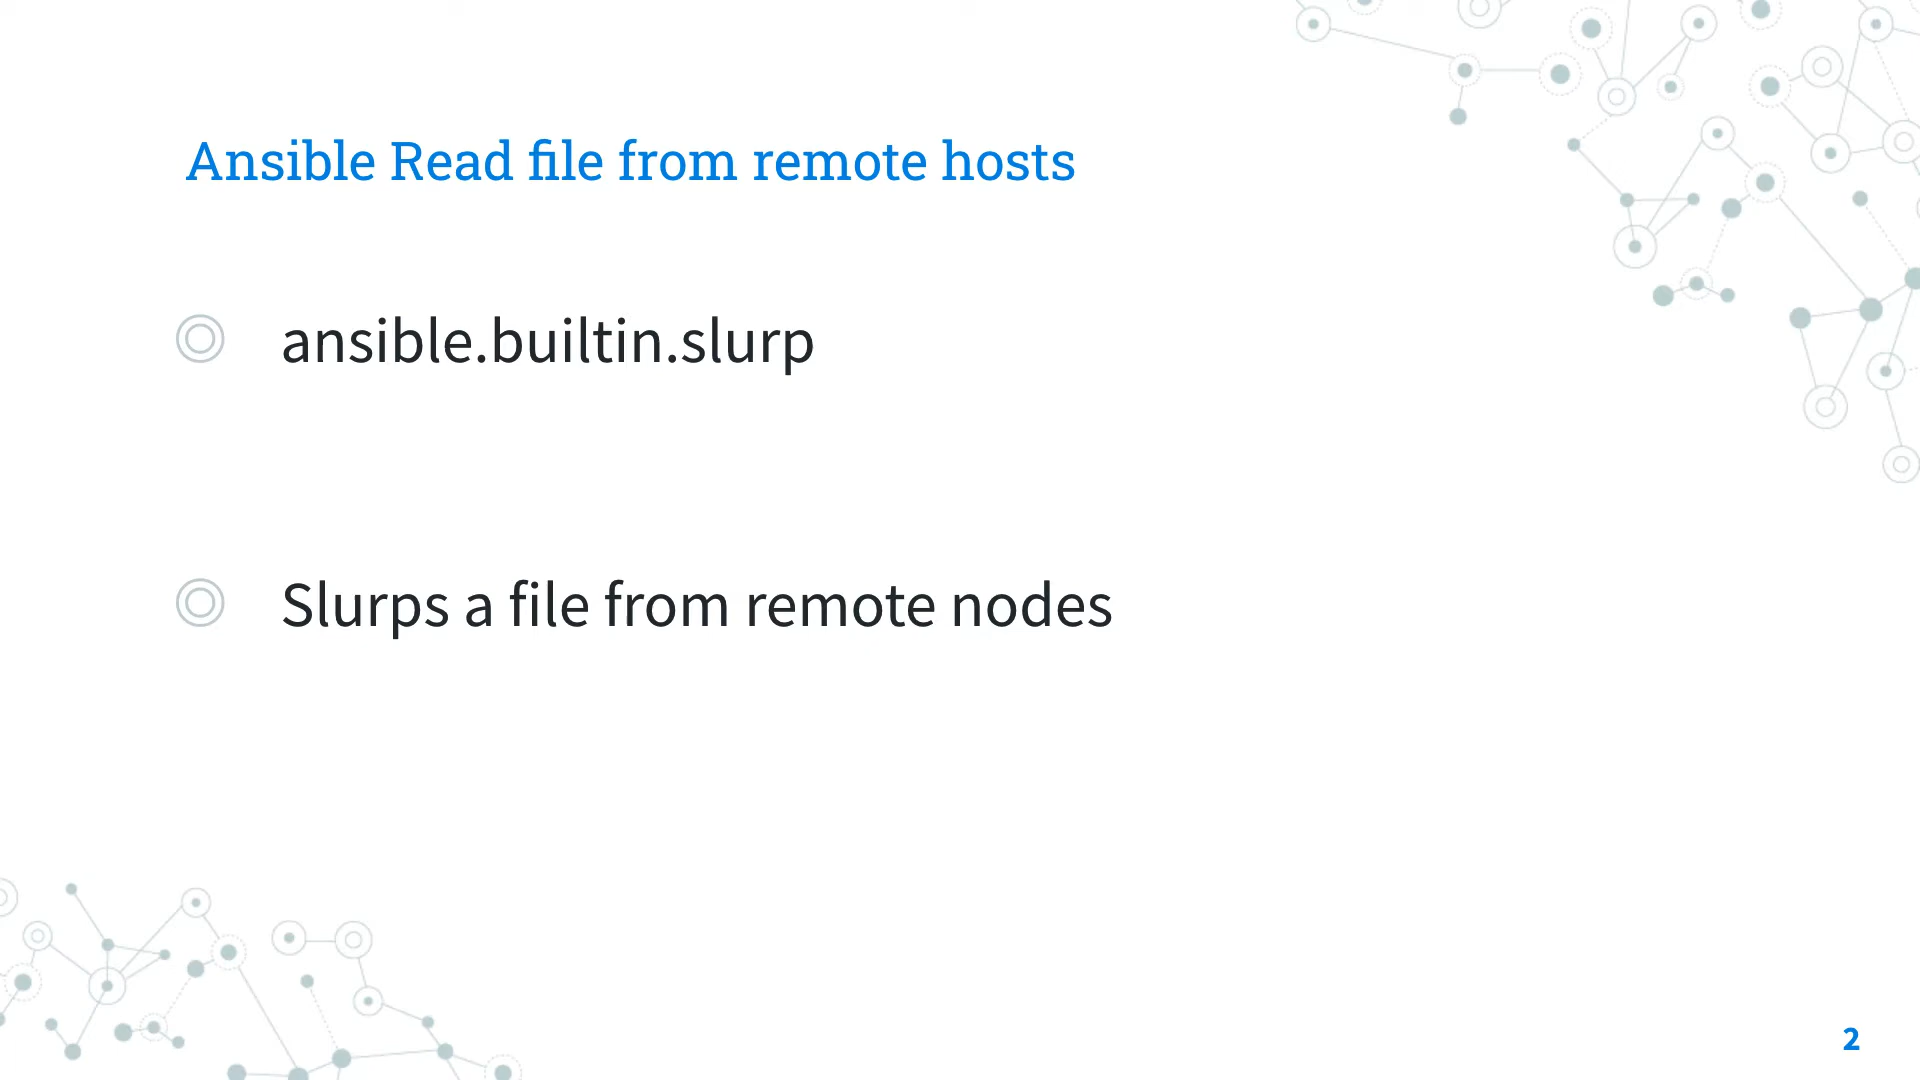 Ansible Read file from remote hosts
ansible.builtin.slurp
Slurps a file from remote nodes
2